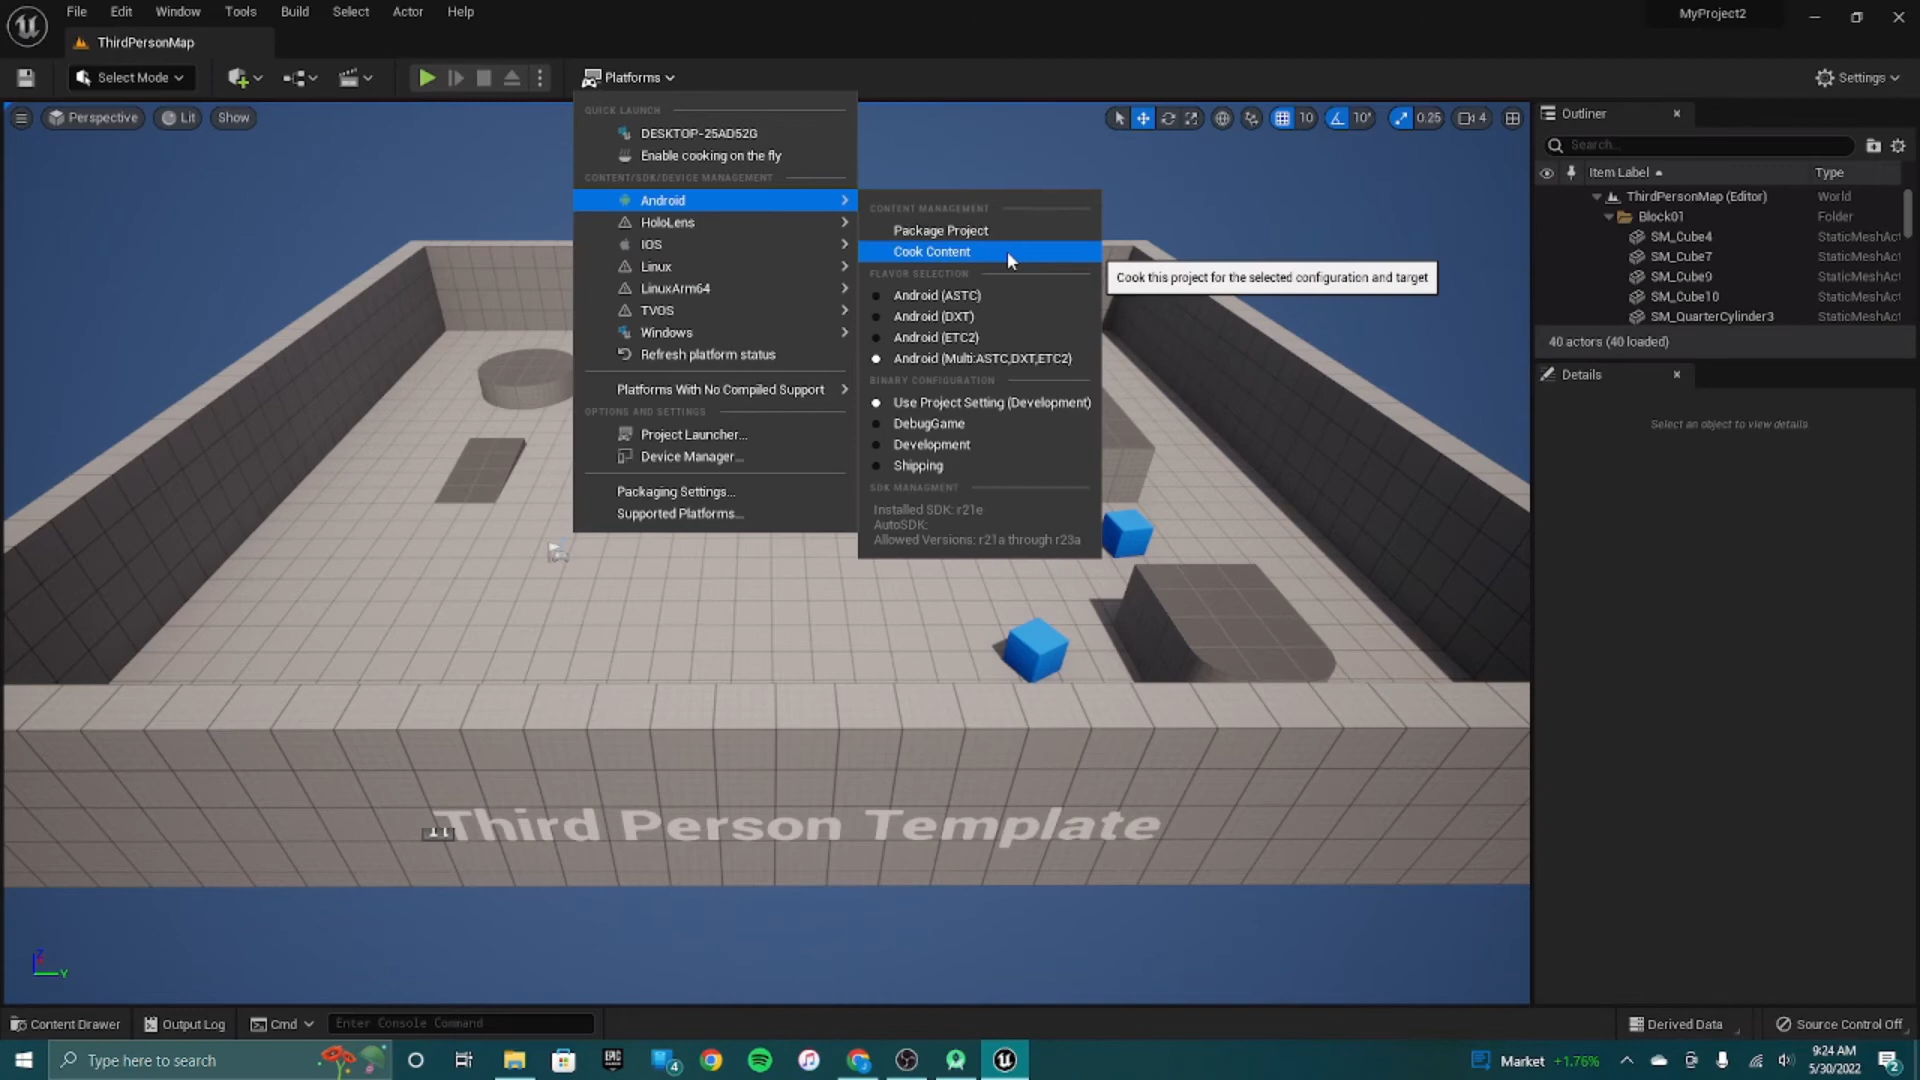 File Edit Window Tools Build Select Actor Help
MyProject2
ThirdPersonMap
Select Mode
Platforms
Settings
Perspective
Lit
Show
10
10°
0.25
4
QUICK LAUNCH
DESKTOP-25AD52G
Enable cooking on the fly
CONTENT/SDK/DEVICE MANAGEMENT
Android
HoloLens
IOS
Linux
LinuxArm64
TVOS
Windows
Refresh platform status
Platforms With No Compiled Support
OPTIONS AND SETTINGS
Project Launcher...
Device Manager...
Packaging Settings...
Supported Platforms...
CONTENT MANAGEMENT
Package Project
Cook Content
FLAVOR SELECTION
Android (ASTC)
Android (DXT)
Android (ETC2)
Android (Multi:ASTC,DXT,ETC2)
BINARY CONFIGURATION
Use Project Setting (Development)
DebugGame
Development
Shipping
SDK MANAGMENT
Installed SDK: r21e
AutoSDK:
Allowed Versions: r21a through r23a
Cook this project for the selected configuration and target
Outliner
Search...
Item Label Type
ThirdPersonMap (Editor) World
Block01 Folder
SM_Cube4 StaticMeshAct
SM_Cube7 StaticMeshAct
SM_Cube9 StaticMeshAct
SM_Cube10 StaticMeshAct
SM_QuarterCylinder3 StaticMeshAct
40 actors (40 loaded)
Details
Select an object to view details
Third Person Template
Z
Y
Content Drawer
Output Log
Cmd
Enter Console Command
Derived Data
Source Control Off
Type here to search
EPIC
4
Market +1.76%
9:24 AM
5/30/2022
2